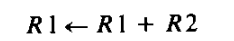 R1 ← R1 + R2